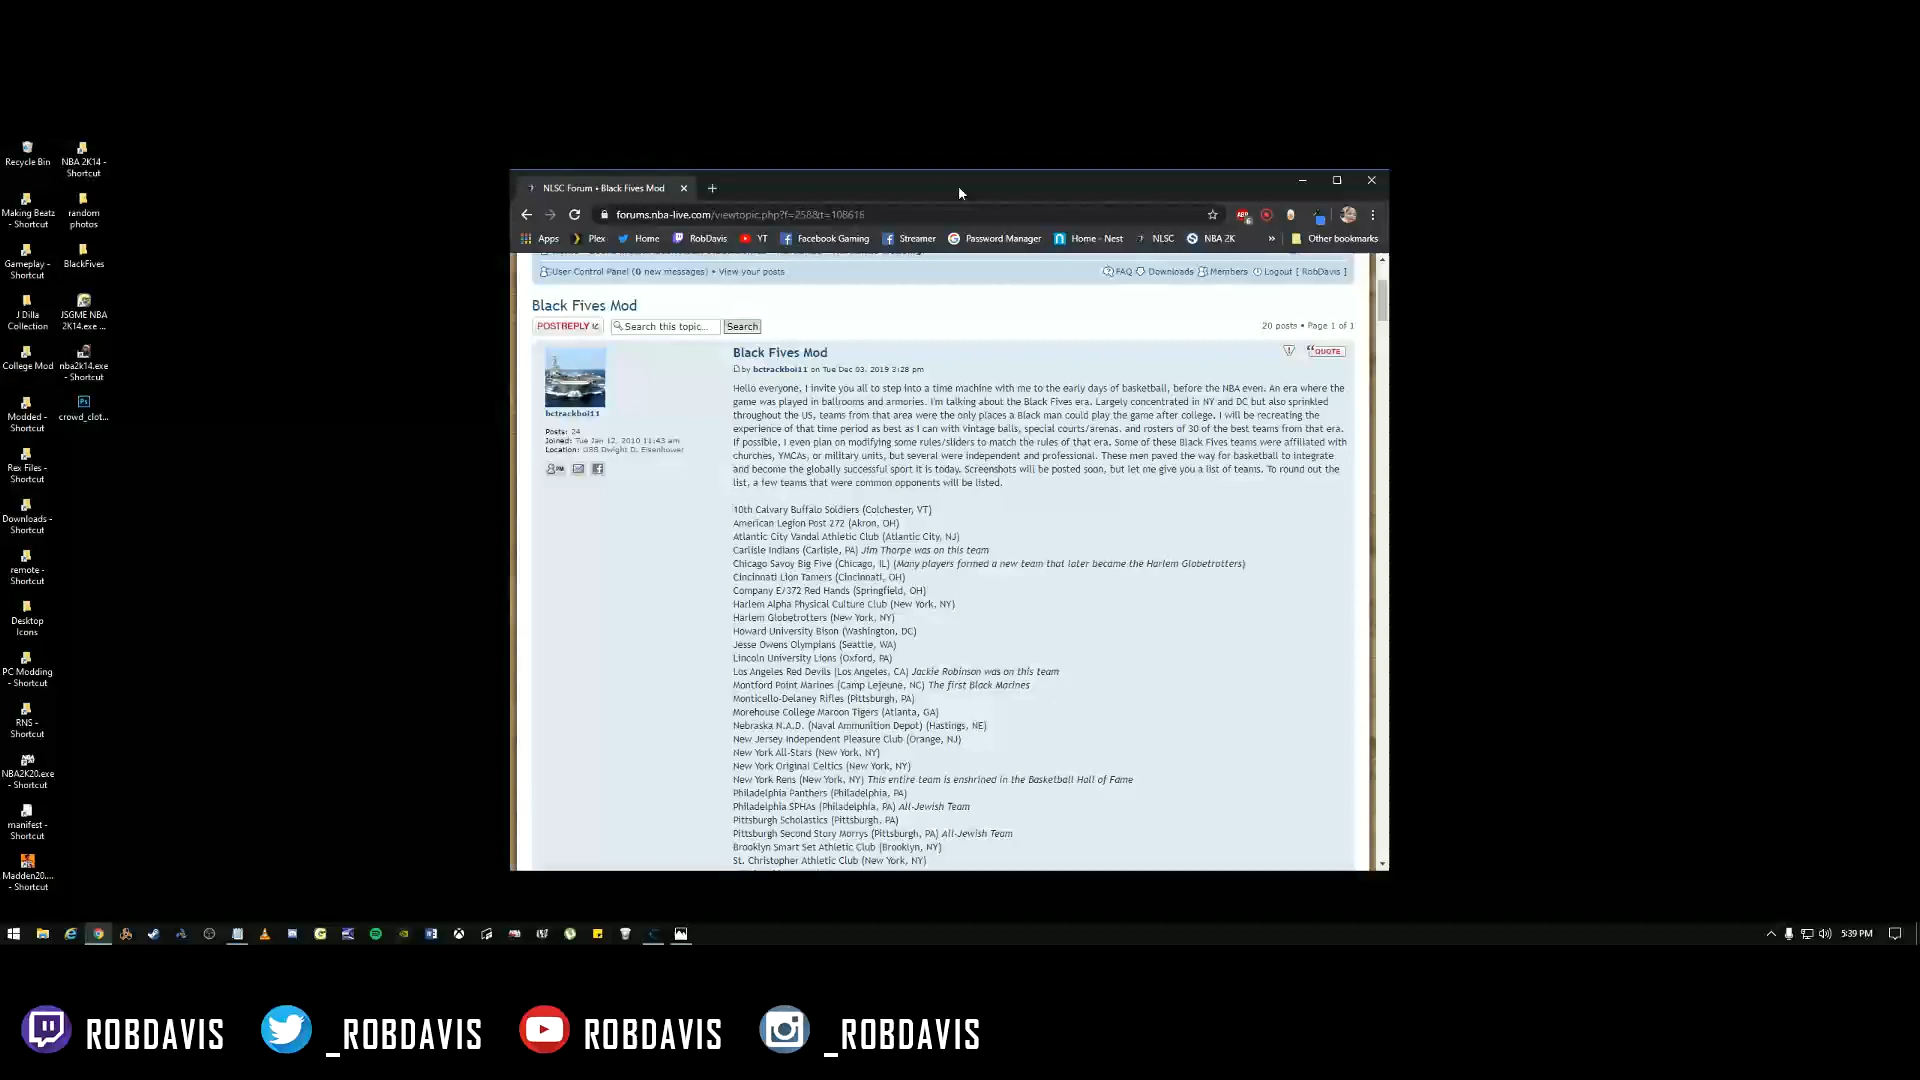 Recycle Bin
NBA 2K14 -
Shortcut
Making Beatz
- Shortcut
random
photos
Gameplay -
Shortcut
BlackFives
J Dilla
Collection
JSGME NBA
2K14.exe ...
College Mod
nba2k14.exe
- Shortcut
Modded -
Shortcut
crowd_clot...
Rex Files -
Shortcut
Downloads -
Shortcut
remote -
Shortcut
Desktop
Icons
PC Modding
- Shortcut
RNS -
Shortcut
NBA2K20.exe
- Shortcut
manifest -
Shortcut
Madden20....
- Shortcut
NLSC Forum • Black Fives Mod
forums.nba-live.com/viewtopic.php?f=258&t=108616
Apps Plex Home RobDavis YT Facebook Gaming Streamer Password Manager Home - Nest NLSC NBA 2K » Other bookmarks
User Control Panel (0 new messages) • View your posts
FAQ Downloads Members Logout [ RobDavis ]
Black Fives Mod
POSTREPLY Search this topic... Search
20 posts • Page 1 of 1
bctrackboi11
Posts: 24
Joined: Tue Jan 12, 2010 11:43 am
Location: USS Dwight D. Eisenhower
PM
Black Fives Mod
QUOTE
by bctrackboi11 on Tue Dec 03, 2019 3:28 pm
Hello everyone, I invite you all to step into a time machine with me to the early days of basketball, before the NBA even. An era where the
game was played in ballrooms and armories. I'm talking about the Black Fives era. Largely concentrated in NY and DC but also sprinkled
throughout the US, teams from that area were the only places a Black man could play the game after college. I will be recreating the
experience of that time period as best as I can with vintage balls, special courts/arenas, and rosters of 30 of the best teams from that era.
If possible, I even plan on modifying some rules/sliders to match the rules of that era. Some of these Black Fives teams were affiliated with
churches, YMCAs, or military units, but several were independent and professional. These men paved the way for basketball to integrate
and become the globally successful sport it is today. Screenshots will be posted soon, but let me give you a list of teams. To round out the
list, a few teams that were common opponents will be listed.
10th Calvary Buffalo Soldiers (Colchester, VT)
American Legion Post 272 (Akron, OH)
Atlantic City Vandal Athletic Club (Atlantic City, NJ)
Carlisle Indians (Carlisle, PA) Jim Thorpe was on this team
Chicago Savoy Big Five (Chicago, IL) (Many players formed a new team that later became the Harlem Globetrotters)
Cincinnati Lion Tamers (Cincinnati, OH)
Company E/372 Red Hands (Springfield, OH)
Harlem Alpha Physical Culture Club (New York, NY)
Harlem Globetrotters (New York, NY)
Howard University Bison (Washington, DC)
Jesse Owens Olympians (Seattle, WA)
Lincoln University Lions (Oxford, PA)
Los Angeles Red Devils (Los Angeles, CA) Jackie Robinson was on this team
Montford Point Marines (Camp Lejeune, NC) The first Black Marines
Monticello-Delaney Rifles (Pittsburgh, PA)
Morehouse College Maroon Tigers (Atlanta, GA)
Nebraska N.A.D. (Naval Ammunition Depot) (Hastings, NE)
New Jersey Independent Pleasure Club (Orange, NJ)
New York All-Stars (New York, NY)
New York Original Celtics (New York, NY)
New York Rens (New York, NY) This entire team is enshrined in the Basketball Hall of Fame
Philadelphia Panthers (Philadelphia, PA)
Philadelphia SPHAs (Philadelphia, PA) All-Jewish Team
Pittsburgh Scholastics (Pittsburgh, PA)
Pittsburgh Second Story Morrys (Pittsburgh, PA) All-Jewish Team
Brooklyn Smart Set Athletic Club (Brooklyn, NY)
St. Christopher Athletic Club (New York, NY)
5:39 PM
ROBDAVIS _ROBDAVIS ROBDAVIS _ROBDAVIS